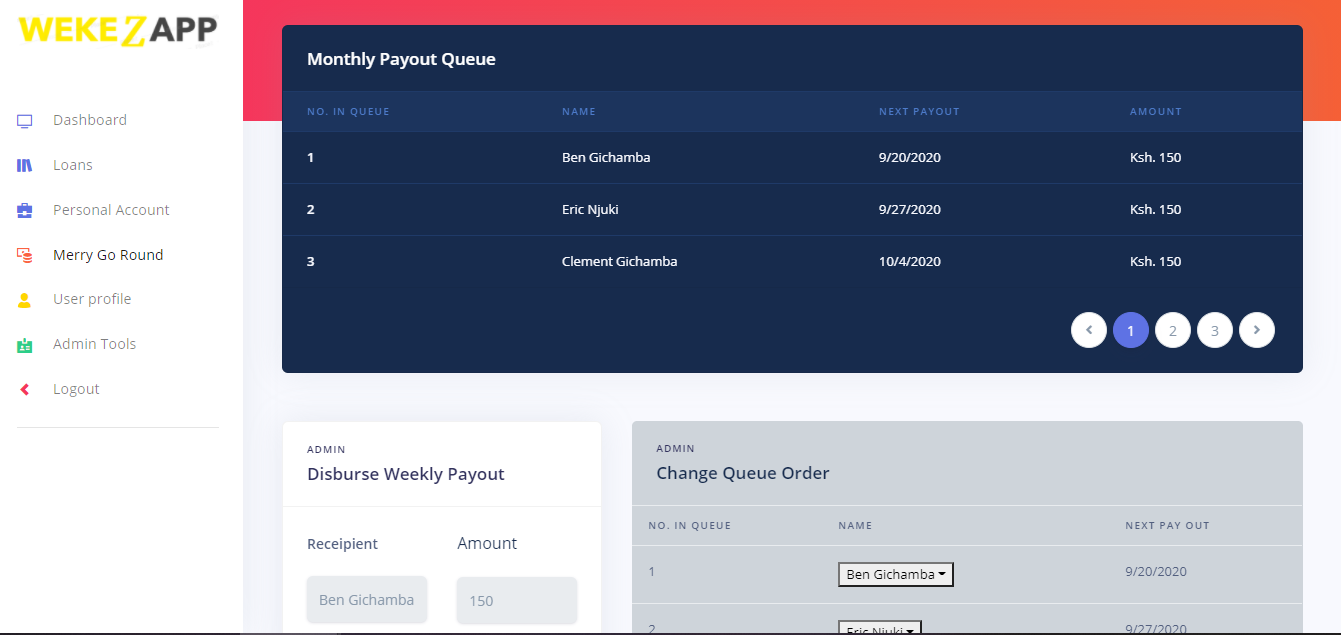 WEKEZAPP
Dashboard
Loans
Personal Account
Merry Go Round
User profile
Admin Tools
Logout
Monthly Payout Queue
NO. IN QUEUE NAME NEXT PAYOUT AMOUNT
1 Ben Gichamba 9/20/2020 Ksh. 150
2 Eric Njuki 9/27/2020 Ksh. 150
3 Clement Gichamba 10/4/2020 Ksh. 150
1 2 3
ADMIN
Disburse Weekly Payout
Receipient Amount
Ben Gichamba 150
ADMIN
Change Queue Order
NO. IN QUEUE NAME NEXT PAY OUT
1 Ben Gichamba 9/20/2020
2 Eric Njuki 9/27/2020